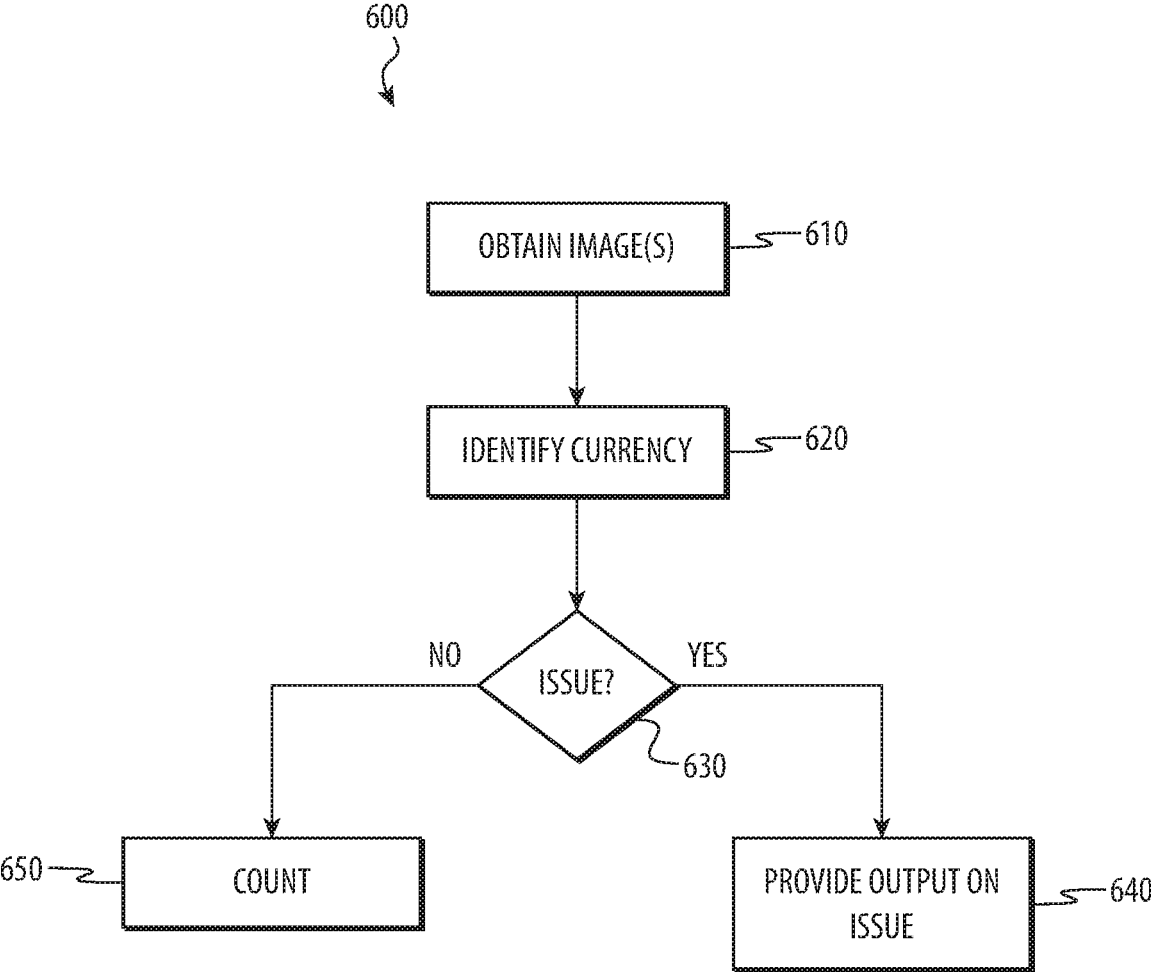 600
OBTAIN IMAGE(S)
610
IDENTIFY CURRENCY
620
NO
YES
ISSUE?
630
650
COUNT
PROVIDE OUTPUT ON
ISSUE
640